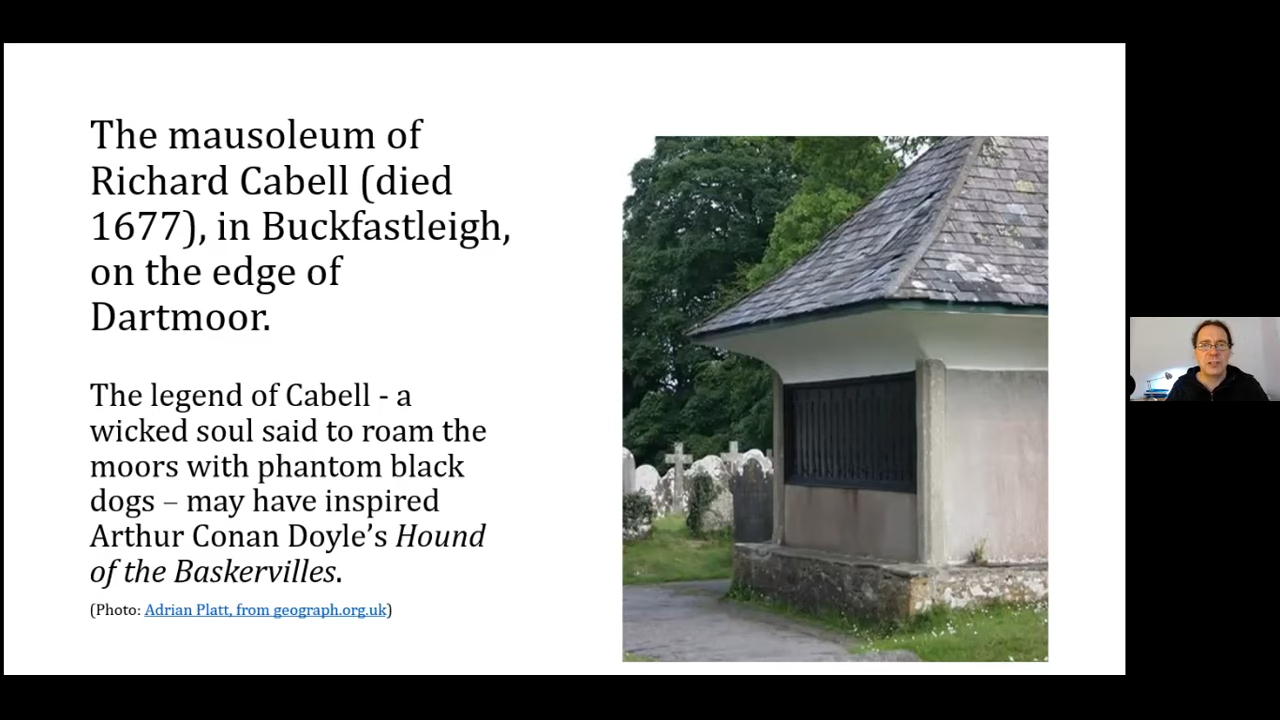 The mausoleum of
Richard Cabell (died
1677), in Buckfastleigh,
on the edge of
Dartmoor.
The legend of Cabell - a
wicked soul said to roam the
moors with phantom black
dogs – may have inspired
Arthur Conan Doyle’s Hound
of the Baskervilles.
(Photo: Adrian Platt, from geograph.org.uk)